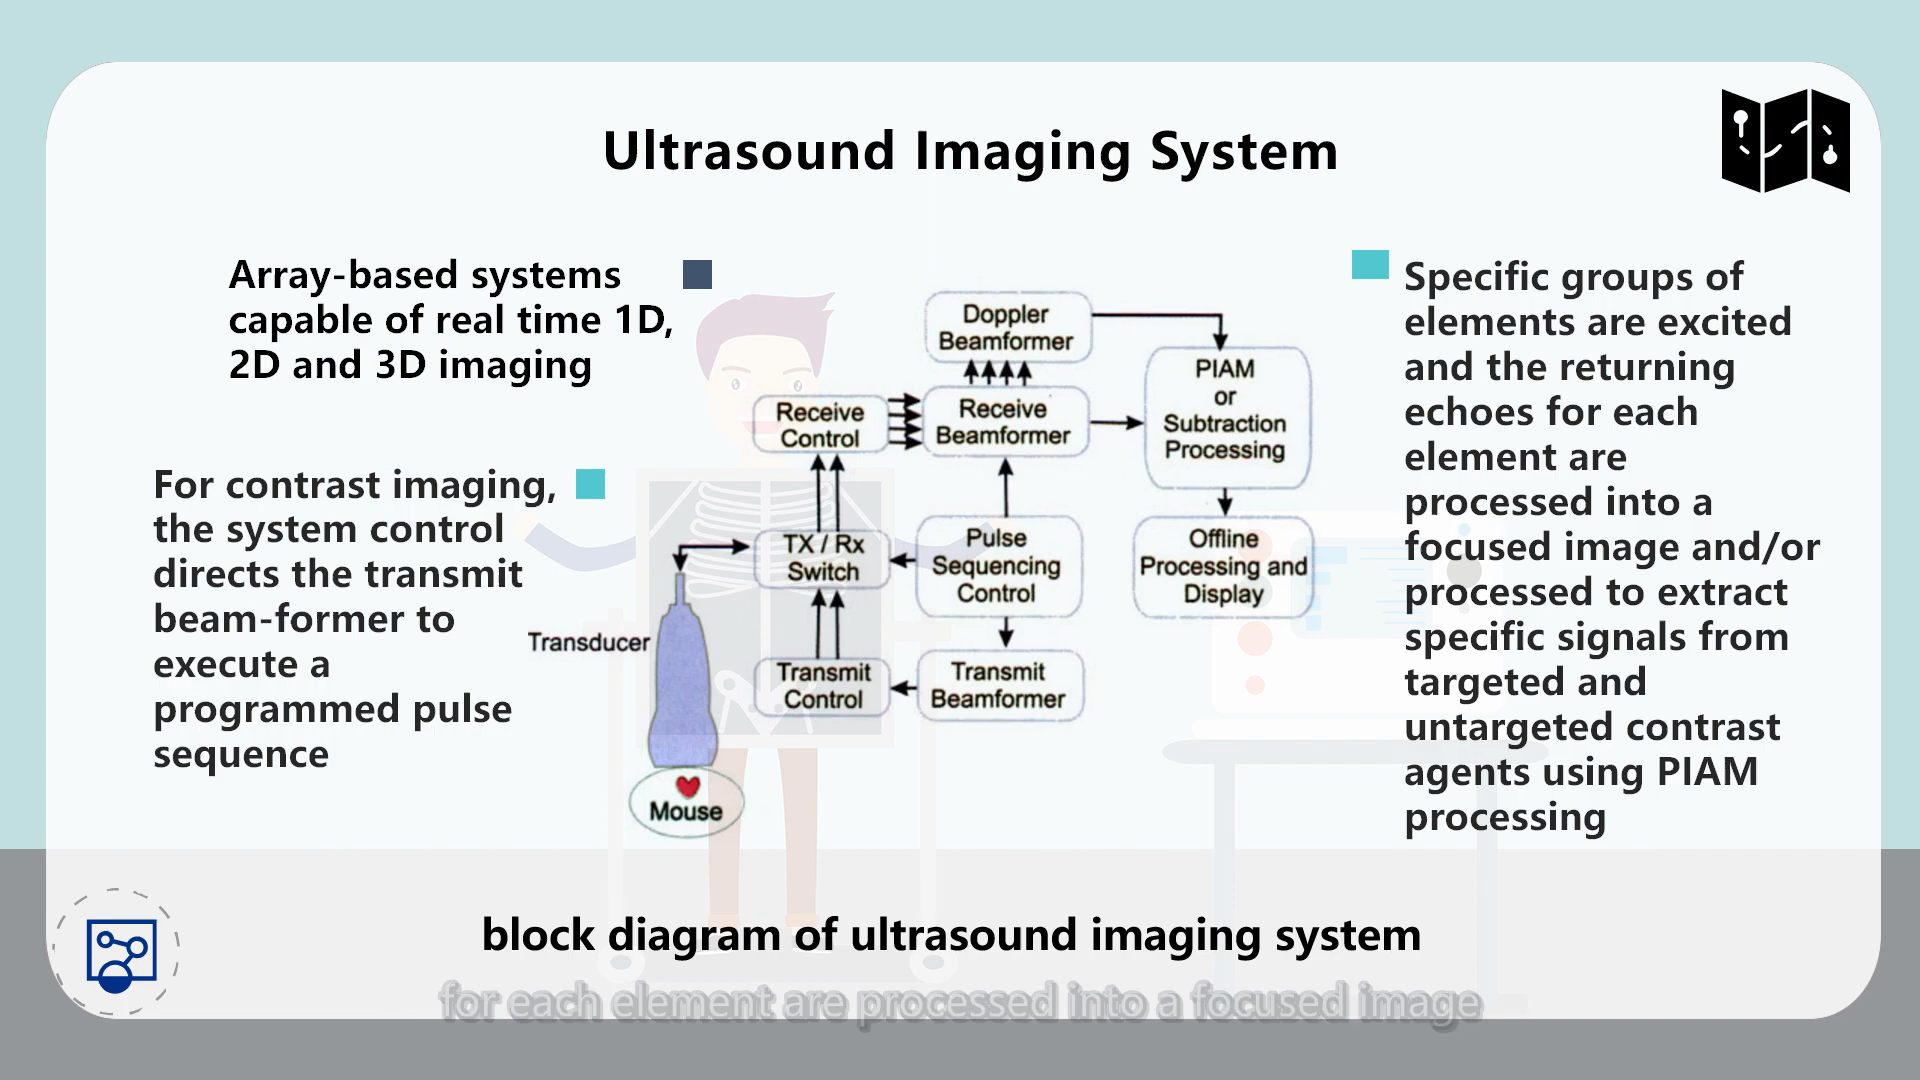 Ultrasound Imaging System
Array-based systems
capable of real time 1D,
2D and 3D imaging
For contrast imaging,
the system control
directs the transmit
beam-former to
execute a
programmed pulse
sequence
Doppler
Beamformer
Receive
Control
Receive
Beamformer
PIAM
or
Subtraction
Processing
TX / Rx
Switch
Pulse
Sequencing
Control
Offline
Processing and
Display
Transducer
Transmit
Control
Transmit
Beamformer
Mouse
Specific groups of
elements are excited
and the returning
echoes for each
element are
processed into a
focused image and/or
processed to extract
specific signals from
targeted and
untargeted contrast
agents using PIAM
processing
block diagram of ultrasound imaging system
for each element are processed into a focused image